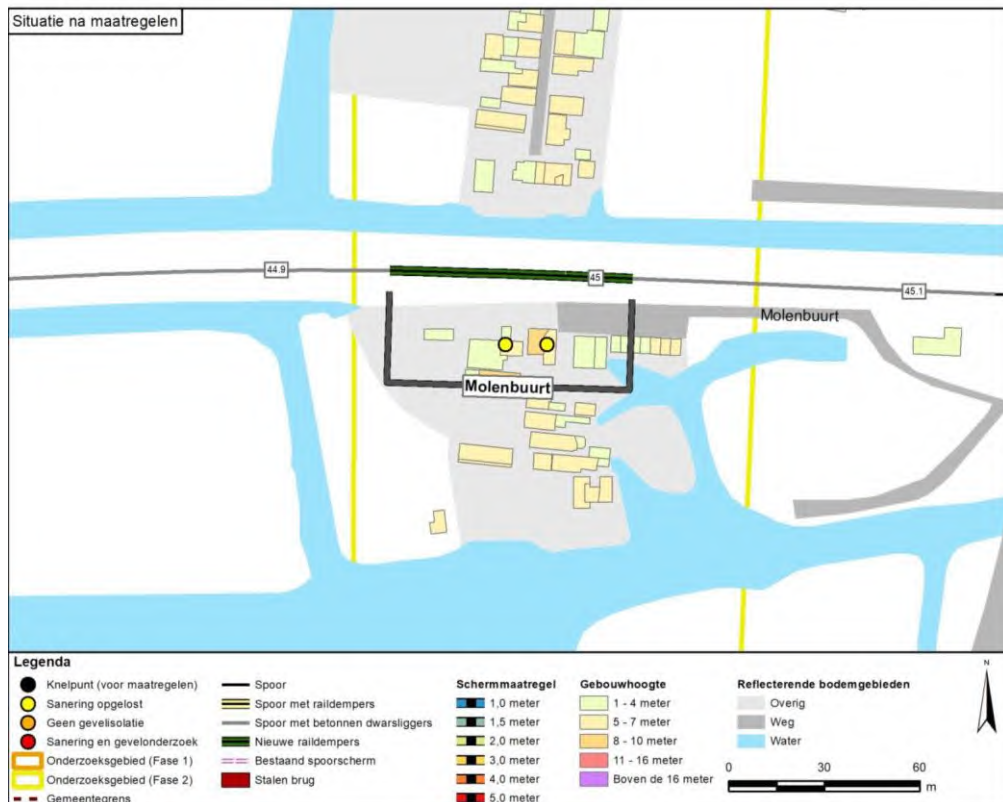 Situatie na maatregelen
44.9
45
45.1
Molenbuurt
Molenbuurt
Legenda
Knelpunt (voor maatregelen)
Sanering opgelost
Geen gevelisolatie
Sanering en gevelonderzoek
Onderzoeksgebied (Fase 1)
Onderzoeksgebied (Fase 2)
Gemeentegrens
Spoor
Spoor met raildempers
Spoor met betonnen dwarsliggers
Nieuwe raildempers
Bestaand spoorscherm
Stalen brug
Schermmaatregel
1,0 meter
1,5 meter
2,0 meter
3,0 meter
4,0 meter
5,0 meter
Gebouwhoogte
1 - 4 meter
5 - 7 meter
8 - 10 meter
11 - 16 meter
Boven de 16 meter
Reflecterende bodemgebieden
Overig
Weg
Water
N
0 30 60
m